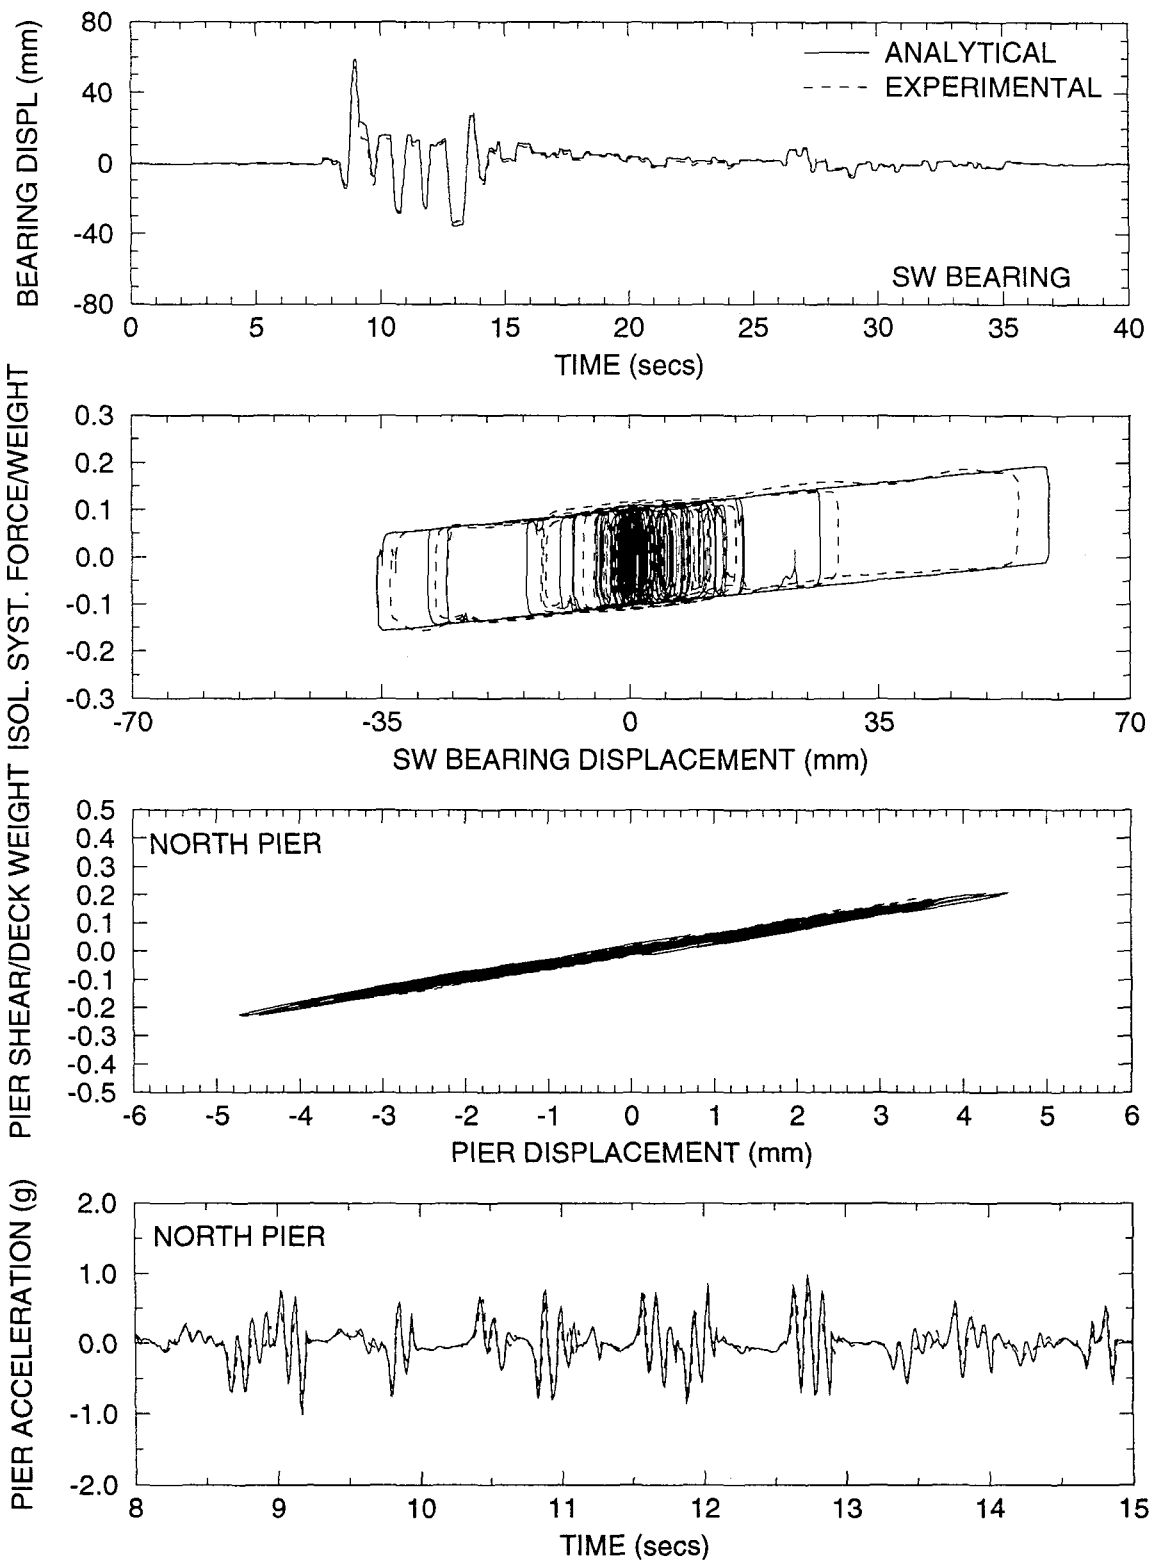 BEARING DISPL (mm)
80
40
0
-40
-80
ANALYTICAL
EXPERIMENTAL
SW BEARING
0 5 10 15 20 25 30 35 40
TIME (secs)
ISOL. SYST. FORCE/WEIGHT
0.3
0.2
0.1
0.0
-0.1
-0.2
-0.3
-70 -35 0 35 70
SW BEARING DISPLACEMENT (mm)
PIER SHEAR/DECK WEIGHT
0.5
0.4
0.3
0.2
0.1
0.0
-0.1
-0.2
-0.3
-0.4
-0.5
NORTH PIER
-6 -5 -4 -3 -2 -1 0 1 2 3 4 5 6
PIER DISPLACEMENT (mm)
PIER ACCELERATION (g)
2.0
1.0
0.0
-1.0
-2.0
NORTH PIER
8 9 10 11 12 13 14 15
TIME (secs)